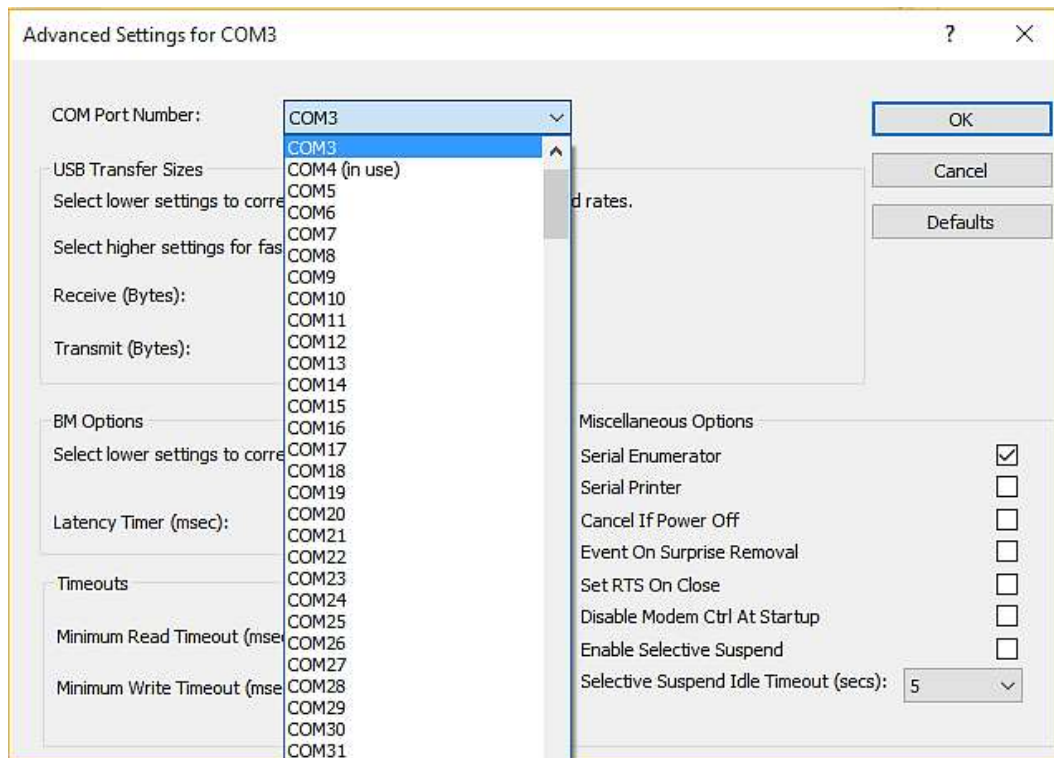 Advanced Settings for COM3
COM Port Number:
COM3
OK
Cancel
Defaults
COM3
COM4 (in use)
COM5
COM6
COM7
COM8
COM9
COM10
COM11
COM12
COM13
COM14
COM15
COM16
COM17
COM18
COM19
COM20
COM21
COM22
COM23
COM24
COM25
COM26
COM27
COM28
COM29
COM30
COM31
USB Transfer Sizes
Select lower settings to corre
d rates.
Select higher settings for fas
Receive (Bytes):
Transmit (Bytes):
BM Options
Select lower settings to corre
Latency Timer (msec):
Timeouts
Minimum Read Timeout (mse
Minimum Write Timeout (mse
Miscellaneous Options
Serial Enumerator
Serial Printer
Cancel If Power Off
Event On Surprise Removal
Set RTS On Close
Disable Modem Ctrl At Startup
Enable Selective Suspend
Selective Suspend Idle Timeout (secs): 5